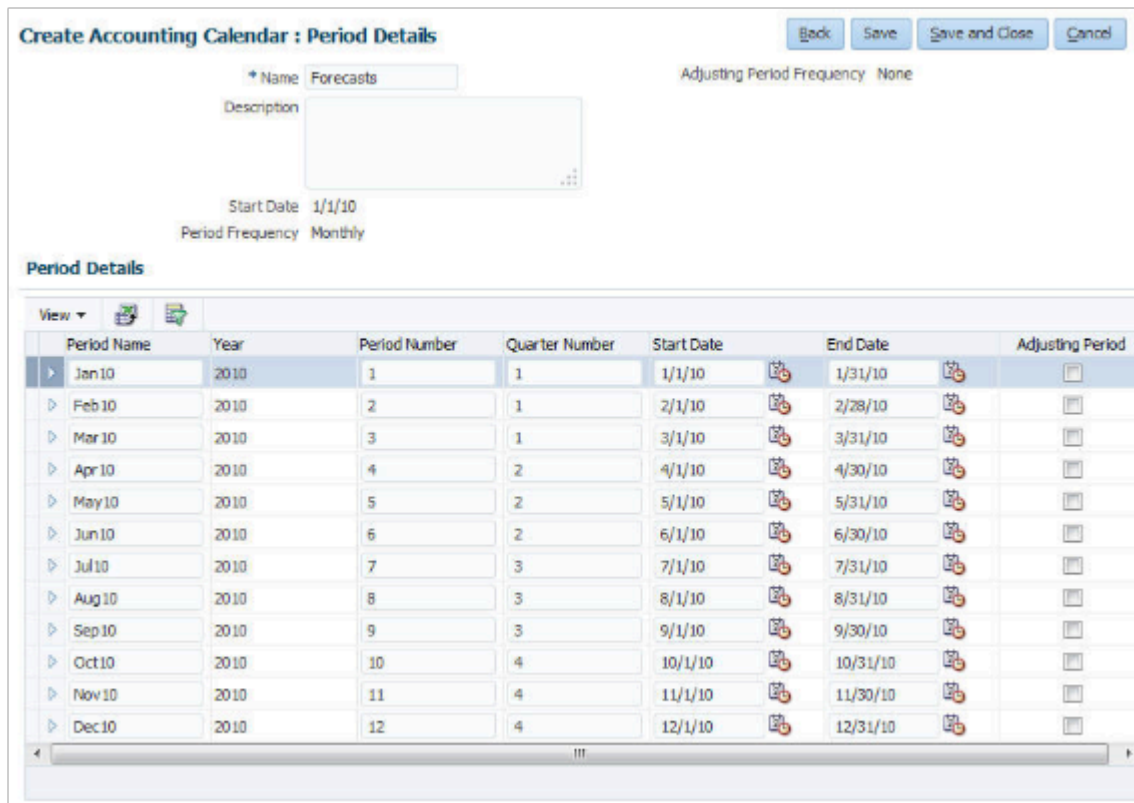 Create Accounting Calendar : Period Details
Back Save Save and Close Cancel
* Name Forecasts
Adjusting Period Frequency None
Description
Start Date 1/1/10
Period Frequency Monthly
Period Details
View
Period Name Year Period Number Quarter Number Start Date End Date Adjusting Period
Jan10 2010 1 1 1/1/10 1/31/10
Feb10 2010 2 1 2/1/10 2/28/10
Mar10 2010 3 1 3/1/10 3/31/10
Apr10 2010 4 2 4/1/10 4/30/10
May10 2010 5 2 5/1/10 5/31/10
Jun10 2010 6 2 6/1/10 6/30/10
Jul10 2010 7 3 7/1/10 7/31/10
Aug10 2010 8 3 8/1/10 8/31/10
Sep10 2010 9 3 9/1/10 9/30/10
Oct10 2010 10 4 10/1/10 10/31/10
Nov10 2010 11 4 11/1/10 11/30/10
Dec10 2010 12 4 12/1/10 12/31/10